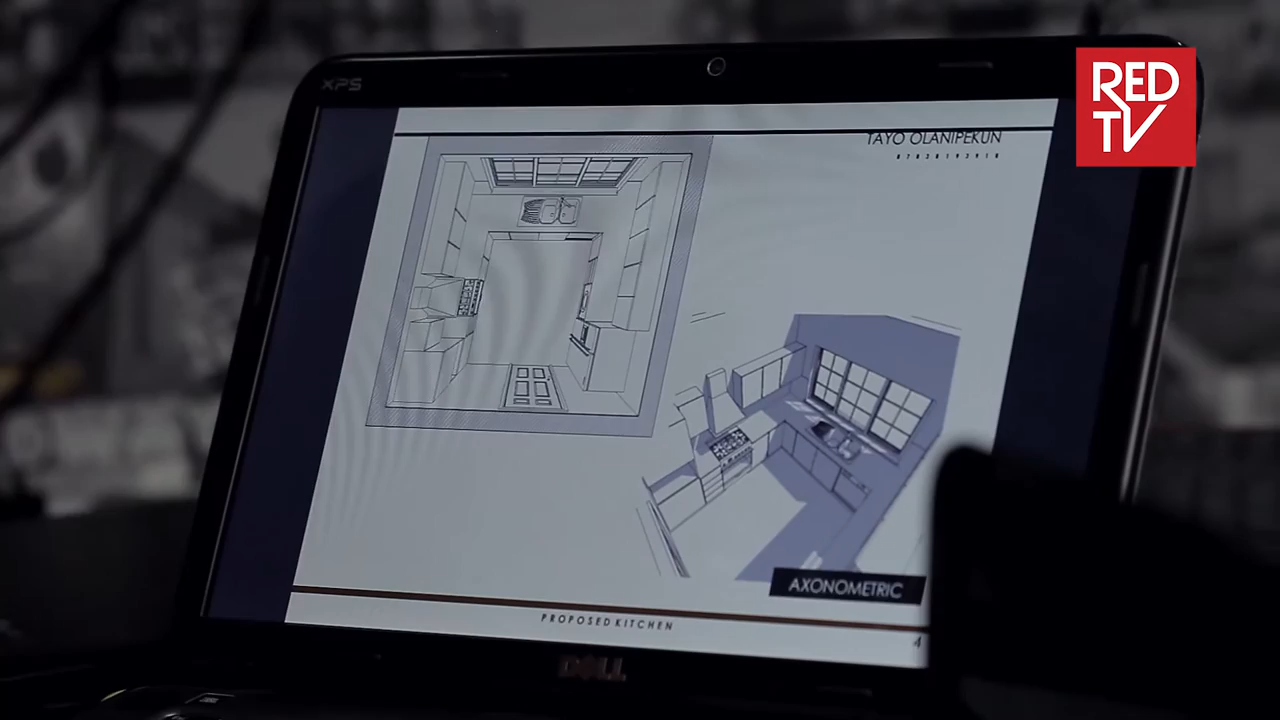 XPS
RED
TV
TAYO OLANIPEKUN
AXONOMETRIC
PROPOSED KITCHEN
4
DELL